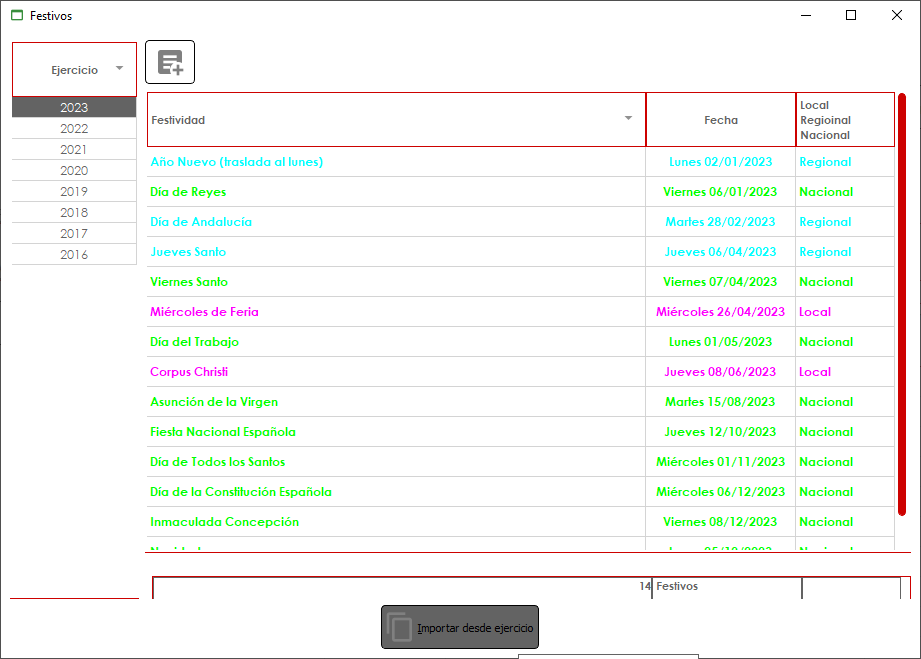 Festivos
Ejercicio
2023
2022
2021
2020
2019
2018
2017
2016
Festividad Fecha Local
Regioinal
Nacional
Año Nuevo (traslada al lunes) Lunes 02/01/2023 Regional
Día de Reyes Viernes 06/01/2023 Nacional
Día de Andalucía Martes 28/02/2023 Regional
Jueves Santo Jueves 06/04/2023 Regional
Viernes Santo Viernes 07/04/2023 Nacional
Miércoles de Feria Miércoles 26/04/2023 Local
Día del Trabajo Lunes 01/05/2023 Nacional
Corpus Christi Jueves 08/06/2023 Local
Asunción de la Virgen Martes 15/08/2023 Nacional
Fiesta Nacional Española Jueves 12/10/2023 Nacional
Día de Todos los Santos Miércoles 01/11/2023 Nacional
Día de la Constitución Española Miércoles 06/12/2023 Nacional
Inmaculada Concepción Viernes 08/12/2023 Nacional
14 Festivos
Importar desde ejercicio